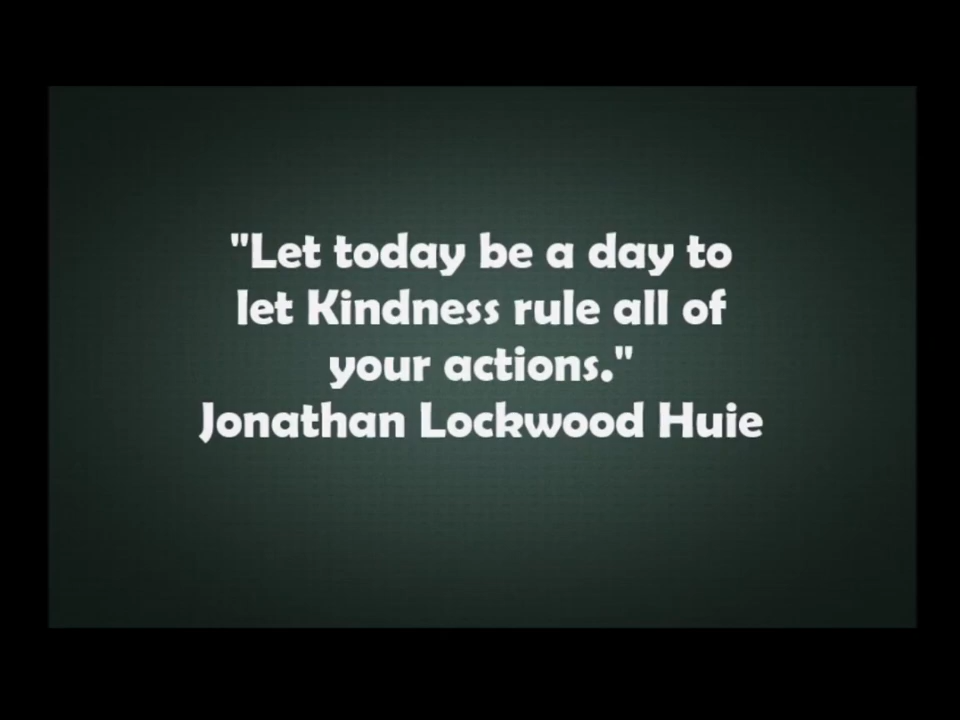 "Let today be a day to
let Kindness rule all of
your actions."
Jonathan Lockwood Huie